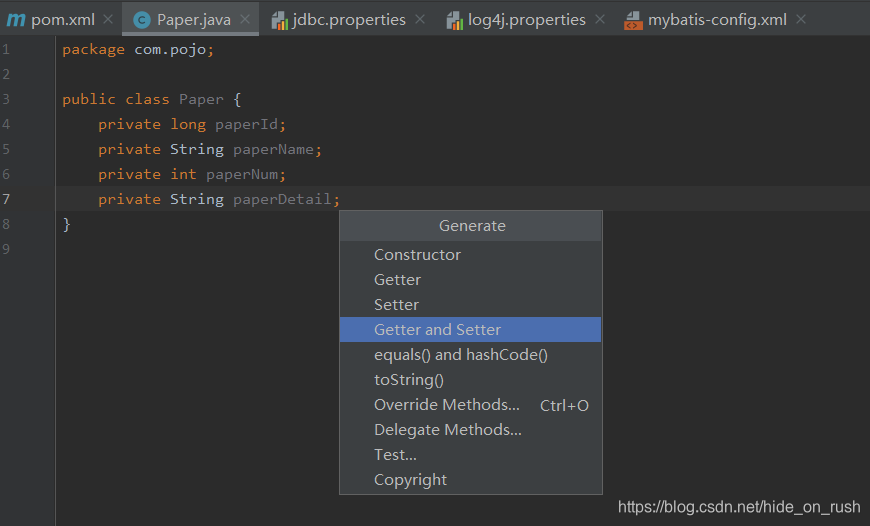 pom.xml Paper.java jdbc.properties log4j.properties mybatis-config.xml
1 package com.pojo;
2
3 public class Paper {
4 private long paperId;
5 private String paperName;
6 private int paperNum;
7 private String paperDetail;
8 }
9
Generate
Constructor
Getter
Setter
Getter and Setter
equals() and hashCode()
toString()
Override Methods... Ctrl+O
Delegate Methods...
Test...
Copyright
https://blog.csdn.net/hide_on_rush